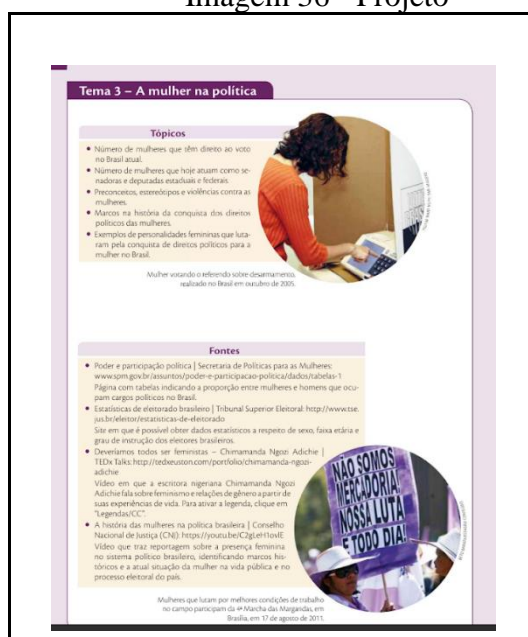 Imagem 36 - Projeto
Tema 3 – A mulher na política
Tópicos
• Número de mulheres que têm direito ao voto
no Brasil atual.
• Número de mulheres que hoje atuam como se-
nadoras e deputadas estaduais e federais.
• Preconceitos, estereótipos e violências contra as
mulheres.
• Marcos na história da conquista dos direitos
políticos das mulheres.
• Exemplos de personalidades femininas que luta-
ram pela conquista de direitos políticos para a
mulher no Brasil.
Mulher votando o referendo sobre desarmamento,
realizado no Brasil em outubro de 2005.
Fontes
• Poder e participação política | Secretaria de Políticas para as Mulheres:
www.spm.gov.br/assuntos/poder-e-participacao-politica/dados/tabelas-1
Página com tabelas indicando a proporção entre mulheres e homens que ocu-
pam cargos políticos no Brasil.
• Estatísticas de eleitorado brasileiro | Tribunal Superior Eleitoral: http://www.tse.
jus.br/eleitor/estatisticas-de-eleitorado
Site em que é possível obter dados estatísticos a respeito de sexo, faixa etária e
grau de instrução dos eleitores brasileiros.
• Deveríamos todos ser feministas – Chimamanda Ngozi Adichie |
TEDx Talks: http://tedxeuston.com/portfolio/chimamanda-ngozi-
adichie
Vídeo em que a escritora nigeriana Chimamanda Ngozi
Adichie fala sobre feminismo e relações de gênero a partir de
suas experiências de vida. Para ativar a legenda, clique em
"Legendas/CC".
• A história das mulheres na política brasileira | Conselho
Nacional de Justiça (CNJ): https://youtu.be/C2gLeH1ovlE
Vídeo que traz reportagem sobre a presença feminina
no sistema político brasileiro, identificando marcos his-
tóricos e a atual situação da mulher na vida pública e no
processo eleitoral do país.
NÃO SOMOS
MERCADORIA!
NOSSA LUTA
É TODO DIA!
Mulheres que lutam por melhores condições de trabalho
no campo participam da 4ª Marcha das Margaridas, em
Brasília, em 17 de agosto de 2011.